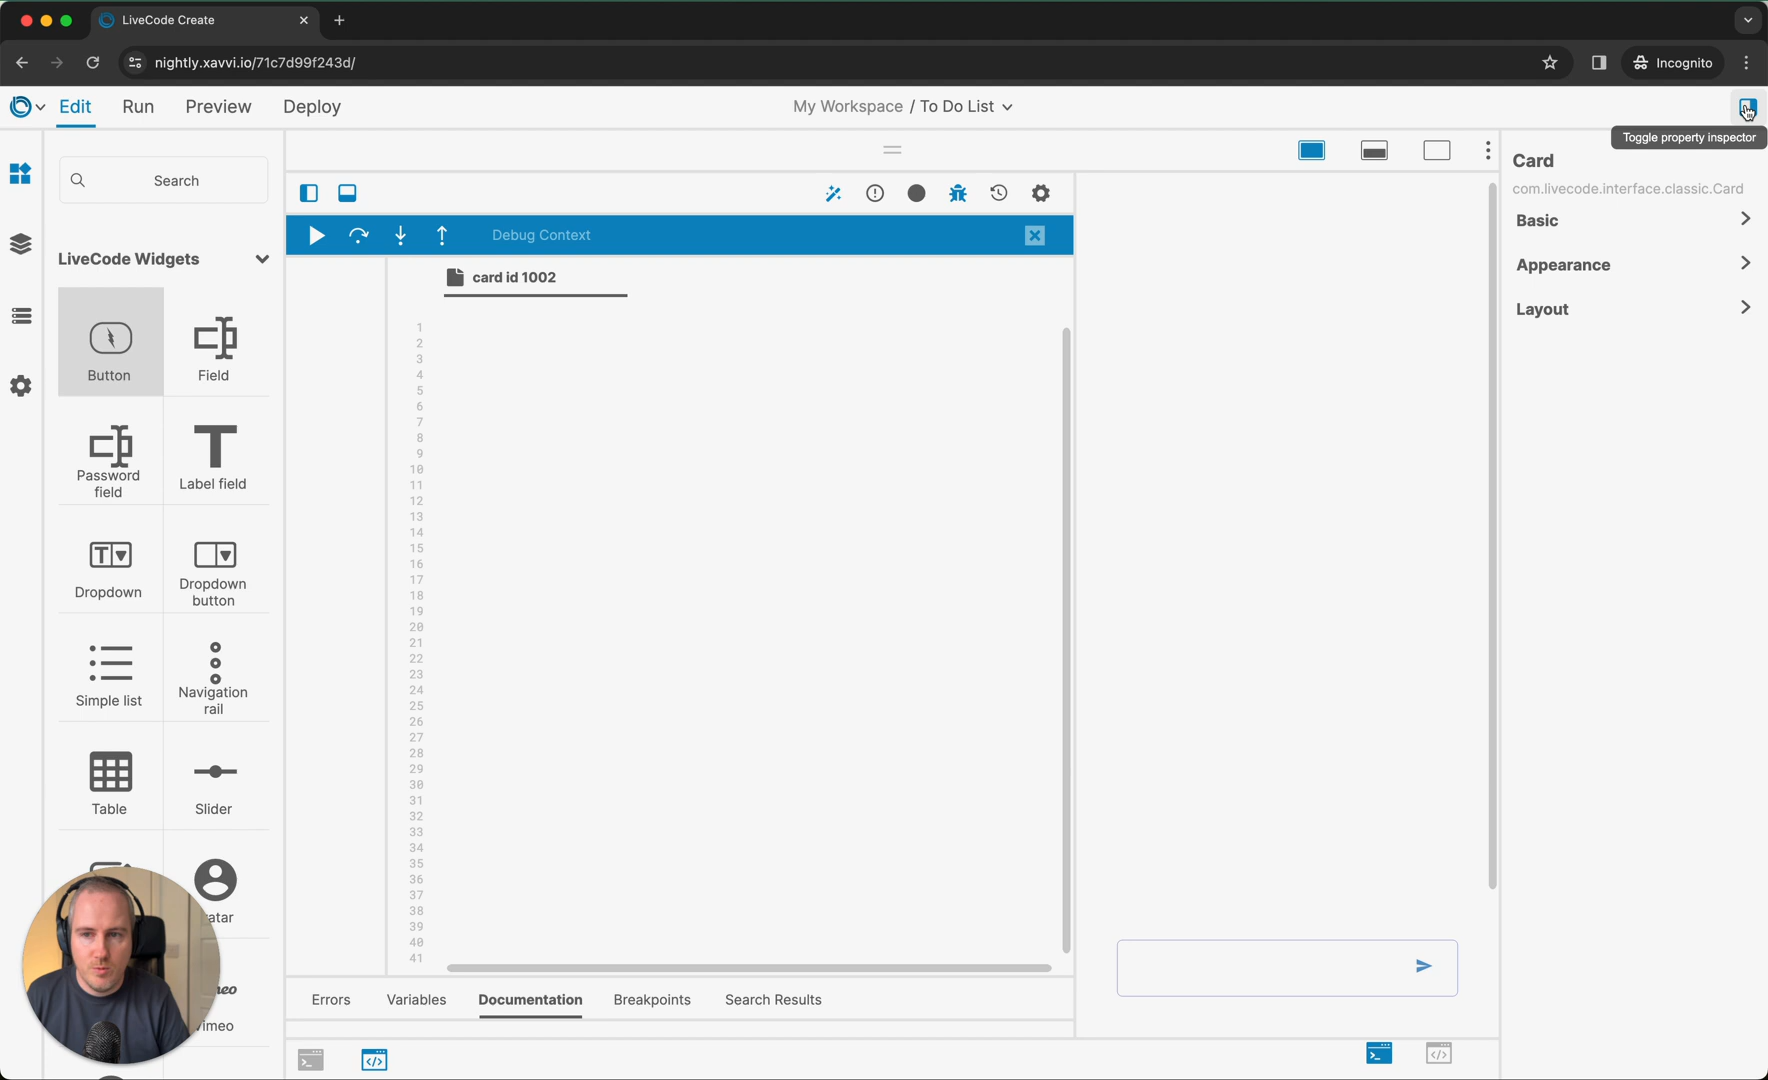 LiveCode Create
nightly.xavvi.io/71c7d99f243d/
Incognito
Edit
Run
Preview
Deploy
My Workspace / To Do List
Toggle property inspector
Search
LiveCode Widgets
Button
Field
Password
field
Label field
Dropdown
Dropdown
button
Simple list
Navigation
rail
Table
Slider
atar
eo
imeo
Debug Context
card id 1002
1
2
3
4
5
6
7
8
9
10
11
12
13
14
15
16
17
18
19
20
21
22
23
24
25
26
27
28
29
30
31
32
33
34
35
36
37
38
39
40
41
Errors
Variables
Documentation
Breakpoints
Search Results
Card
com.livecode.interface.classic.Card
Basic
Appearance
Layout